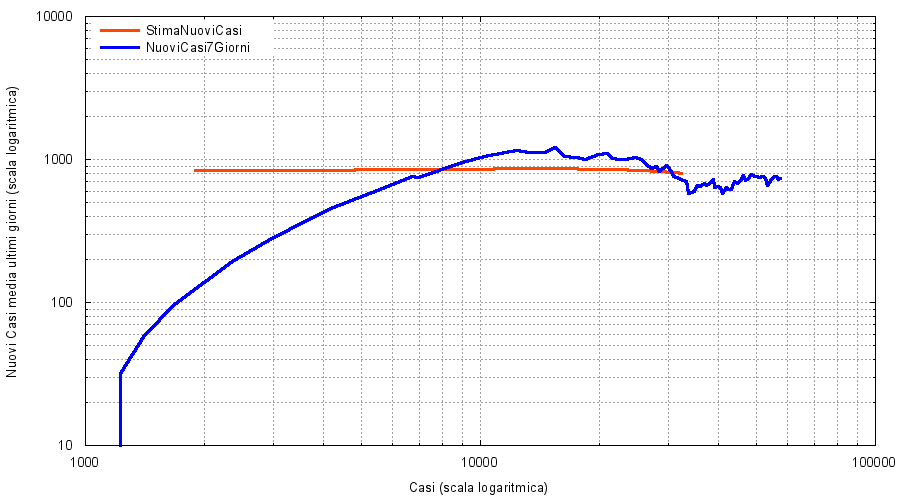 StimaNuoviCasi
NuoviCasi7Giorni
10000
1000
100
10
Nuovi Casi media ultimi giorni (scala logaritmica)
1000
10000
100000
Casi (scala logaritmica)